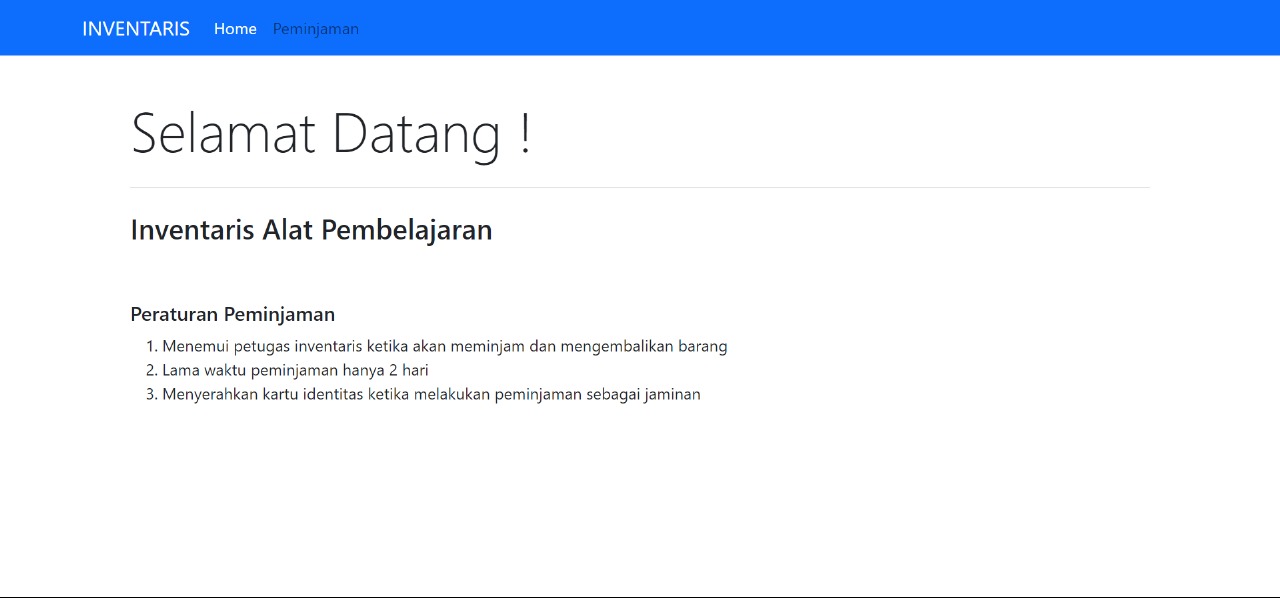 INVENTARIS Home Peminjaman
Selamat Datang !
Inventaris Alat Pembelajaran
Peraturan Peminjaman
1. Menemui petugas inventaris ketika akan meminjam dan mengembalikan barang
2. Lama waktu peminjaman hanya 2 hari
3. Menyerahkan kartu identitas ketika melakukan peminjaman sebagai jaminan